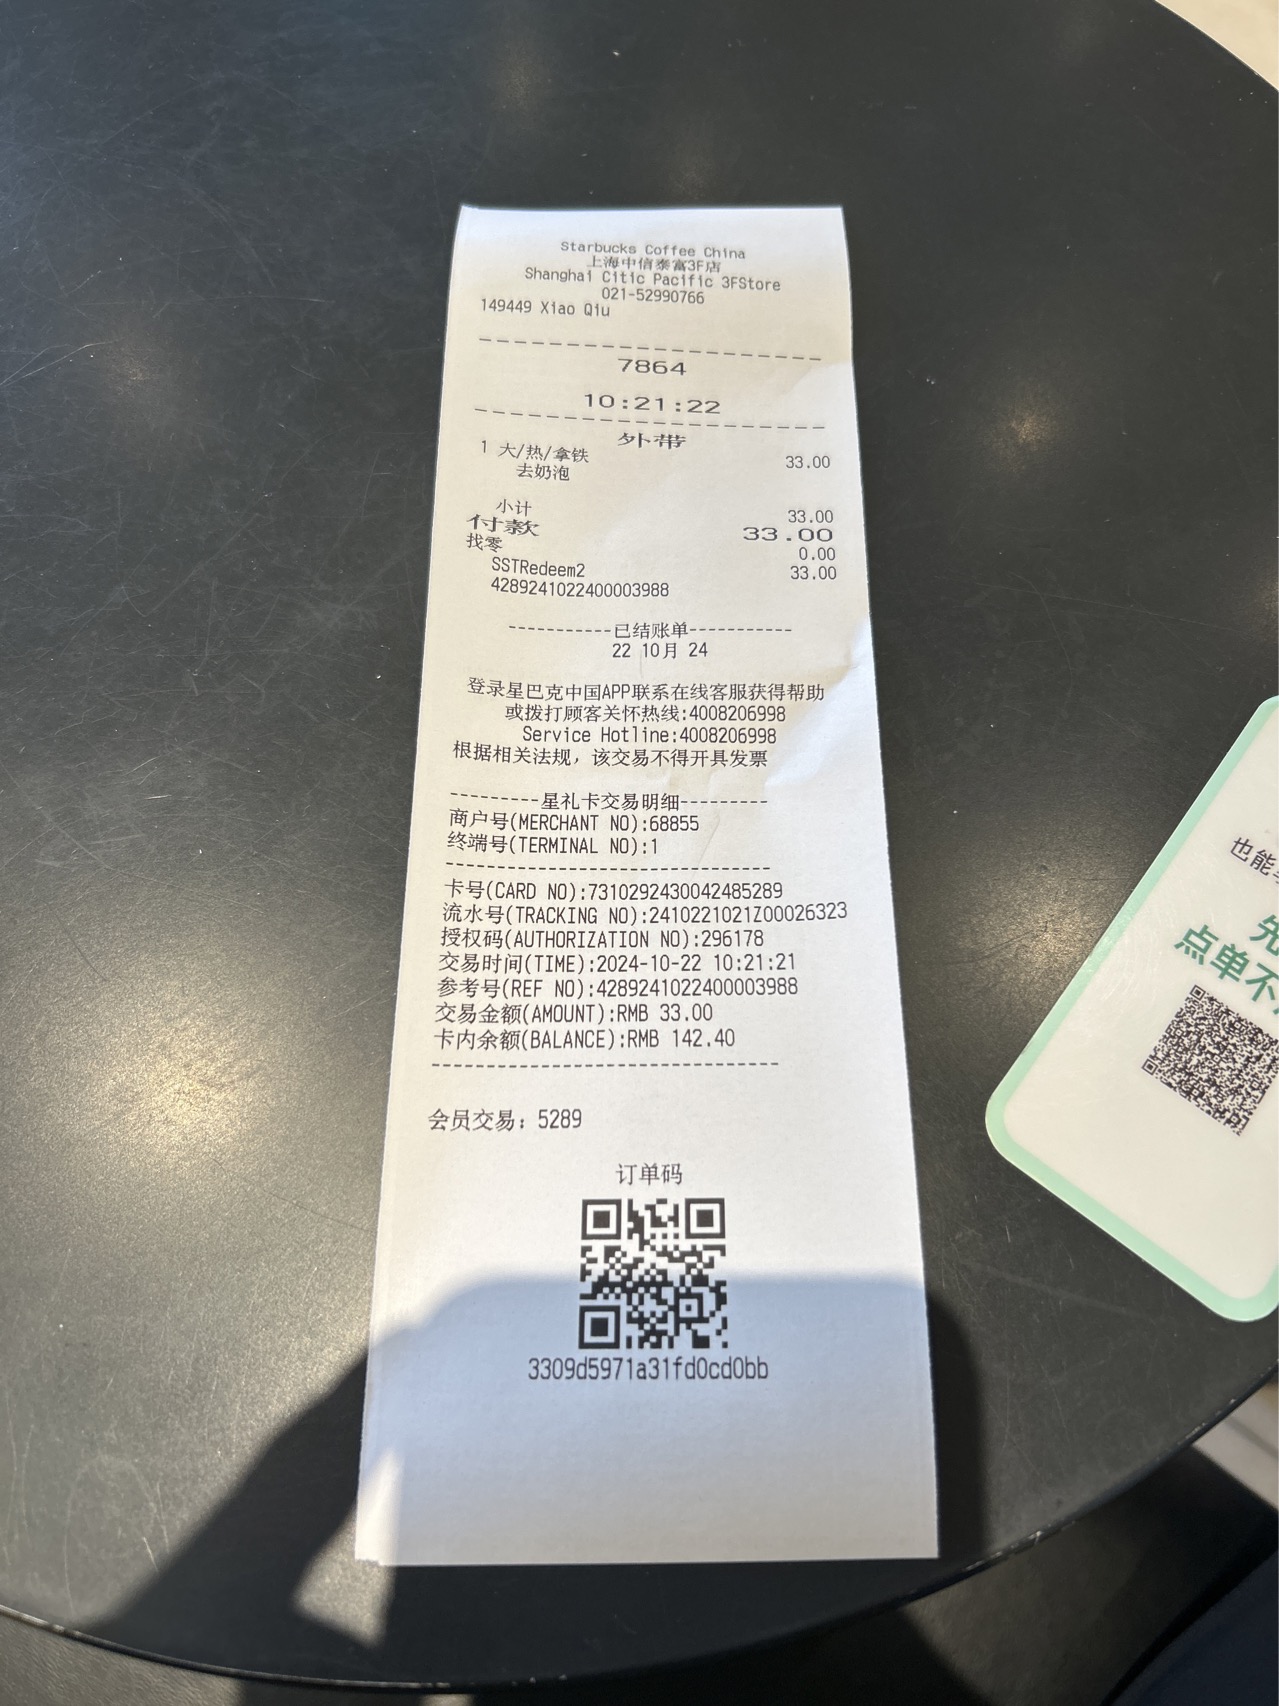 Starbucks Coffee China
上海中信泰富3F店
Shanghai Citic Pacific 3FStore
021-52990766
149449 Xiao Qiu
7864
10:21:22
外带
1 大/热/拿铁 33.00
去奶泡
小计 33.00
付款 33.00
找零 0.00
SSTRedeem2 33.00
4289241022400003988
-----------已结账单-----------
22 10月 24
登录星巴克中国APP联系在线客服获得帮助
或拨打顾客关怀热线:4008206998
Service Hotline:4008206998
根据相关法规，该交易不得开具发票
---------星礼卡交易明细---------
商户号(MERCHANT NO):68855
终端号(TERMINAL NO):1
卡号(CARD NO):7310292430042485289
流水号(TRACKING NO):2410221021Z00026323
授权码(AUTHORIZATION NO):296178
交易时间(TIME):2024-10-22 10:21:21
参考号(REF NO):4289241022400003988
交易金额(AMOUNT):RMB 33.00
卡内余额(BALANCE):RMB 142.40
会员交易：5289
订单码
3309d5971a31fd0cd0bb
也能
点单不